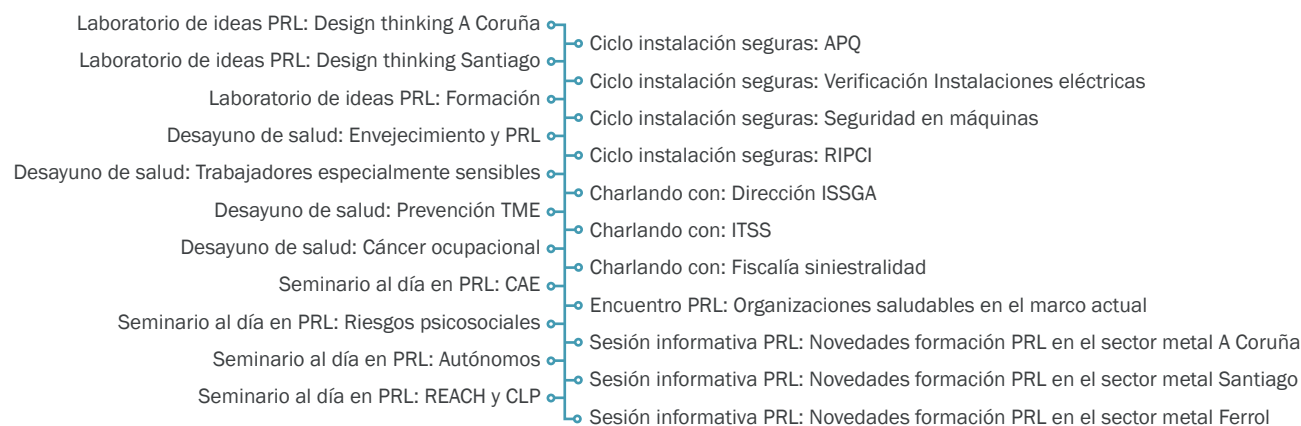 Laboratorio de ideas PRL: Design thinking A Coruña
Laboratorio de ideas PRL: Design thinking Santiago
Laboratorio de ideas PRL: Formación
Desayuno de salud: Envejecimiento y PRL
Desayuno de salud: Trabajadores especialmente sensibles
Desayuno de salud: Prevención TME
Desayuno de salud: Cáncer ocupacional
Seminario al día en PRL: CAE
Seminario al día en PRL: Riesgos psicosociales
Seminario al día en PRL: Autónomos
Seminario al día en PRL: REACH y CLP
Ciclo instalación seguras: APQ
Ciclo instalación seguras: Verificación Instalaciones eléctricas
Ciclo instalación seguras: Seguridad en máquinas
Ciclo instalación seguras: RIPCI
Charlando con: Dirección ISSGA
Charlando con: ITSS
Charlando con: Fiscalía siniestralidad
Encuentro PRL: Organizaciones saludables en el marco actual
Sesión informativa PRL: Novedades formación PRL en el sector metal A Coruña
Sesión informativa PRL: Novedades formación PRL en el sector metal Santiago
Sesión informativa PRL: Novedades formación PRL en el sector metal Ferrol